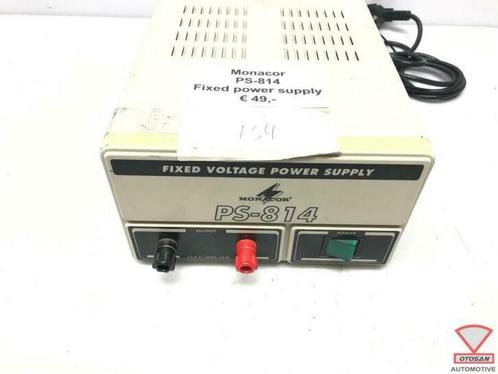 Monacor
PS-814
Fixed power supply
€ 49,-
154
FIXED VOLTAGE POWER SUPPLY
MONACOR
PS-814
OUTPUT
POWER
OTOSAN
AUTOMOTIVE